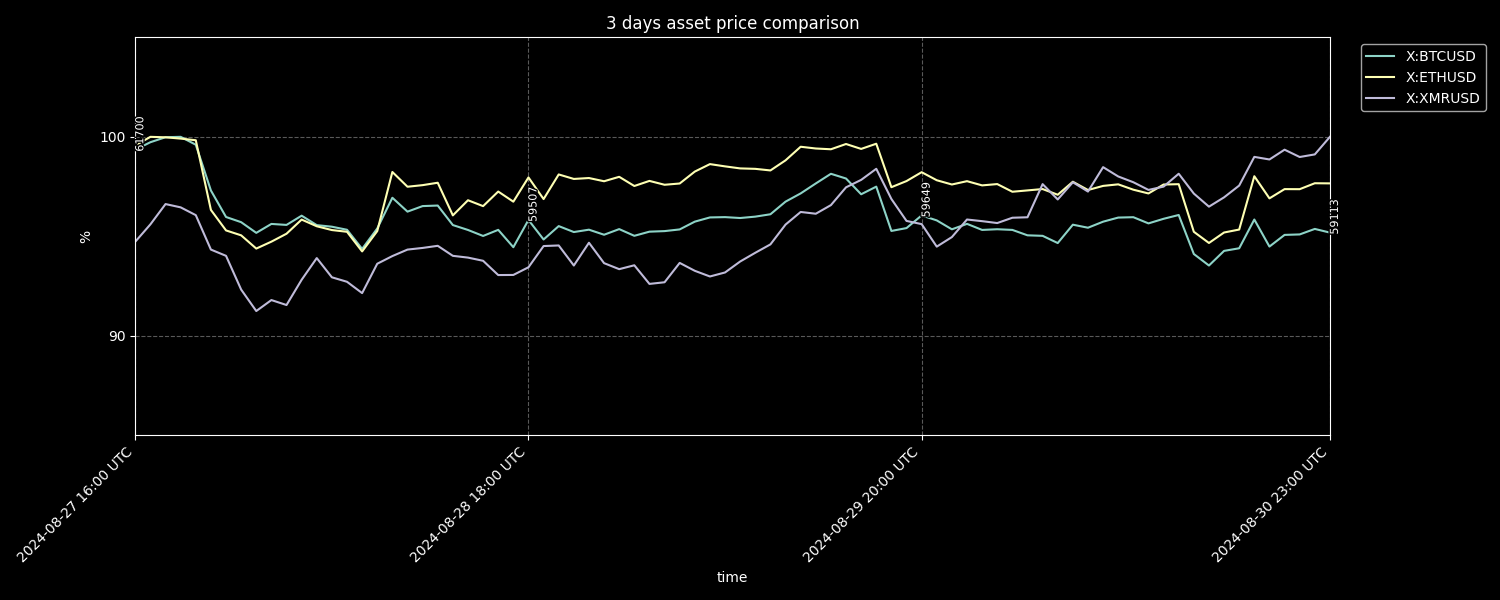 3 days asset price comparison
X:BTCUSD
X:ETHUSD
X:XMRUSD
100
90
%
61700
59507
59649
59113
2024-08-27 16:00 UTC
2024-08-28 18:00 UTC
2024-08-29 20:00 UTC
2024-08-30 23:00 UTC
time